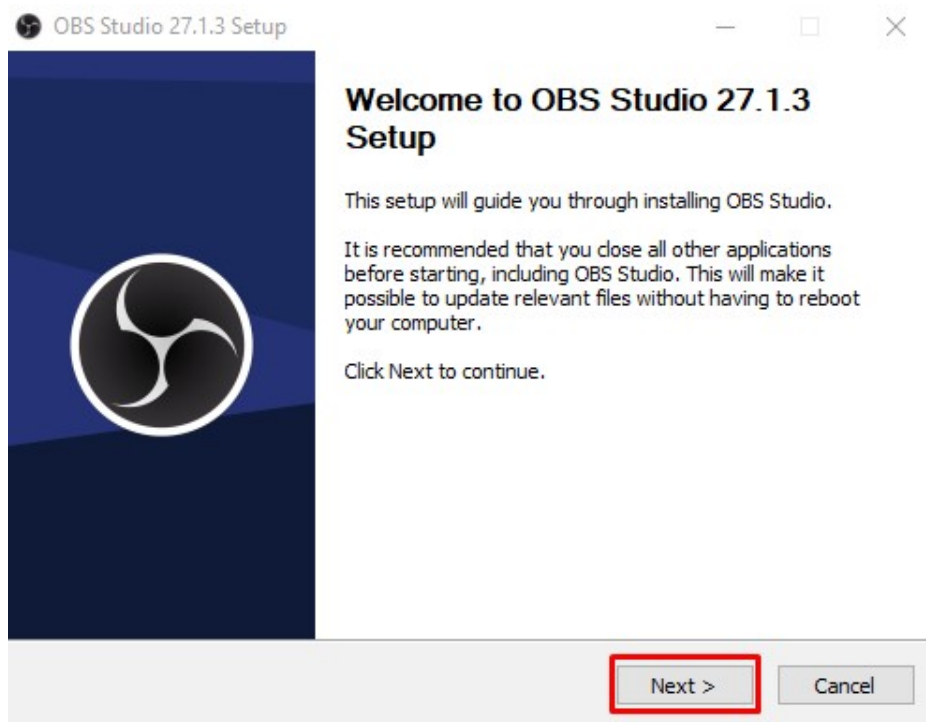 OBS Studio 27.1.3 Setup
Welcome to OBS Studio 27.1.3
Setup
This setup will guide you through installing OBS Studio.
It is recommended that you close all other applications
before starting, including OBS Studio. This will make it
possible to update relevant files without having to reboot
your computer.
Click Next to continue.
Next >
Cancel